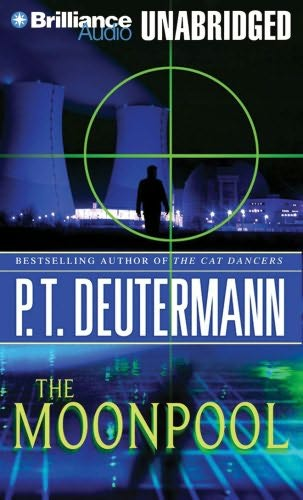 Brilliance Audio UNABRIDGED
BESTSELLING AUTHOR OF THE CAT DANCERS
P.T. DEUTERMANN
THE
MOONPOOL